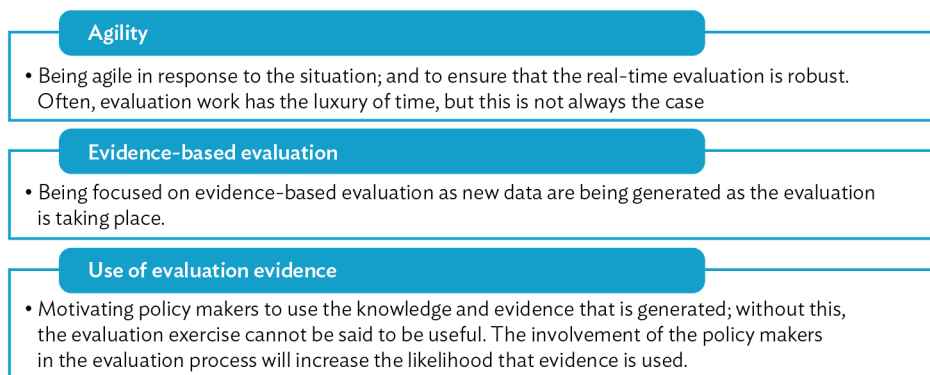 Agility
• Being agile in response to the situation; and to ensure that the real-time evaluation is robust.
Often, evaluation work has the luxury of time, but this is not always the case
Evidence-based evaluation
• Being focused on evidence-based evaluation as new data are being generated as the evaluation
is taking place.
Use of evaluation evidence
• Motivating policy makers to use the knowledge and evidence that is generated; without this,
the evaluation exercise cannot be said to be useful. The involvement of the policy makers
in the evaluation process will increase the likelihood that evidence is used.